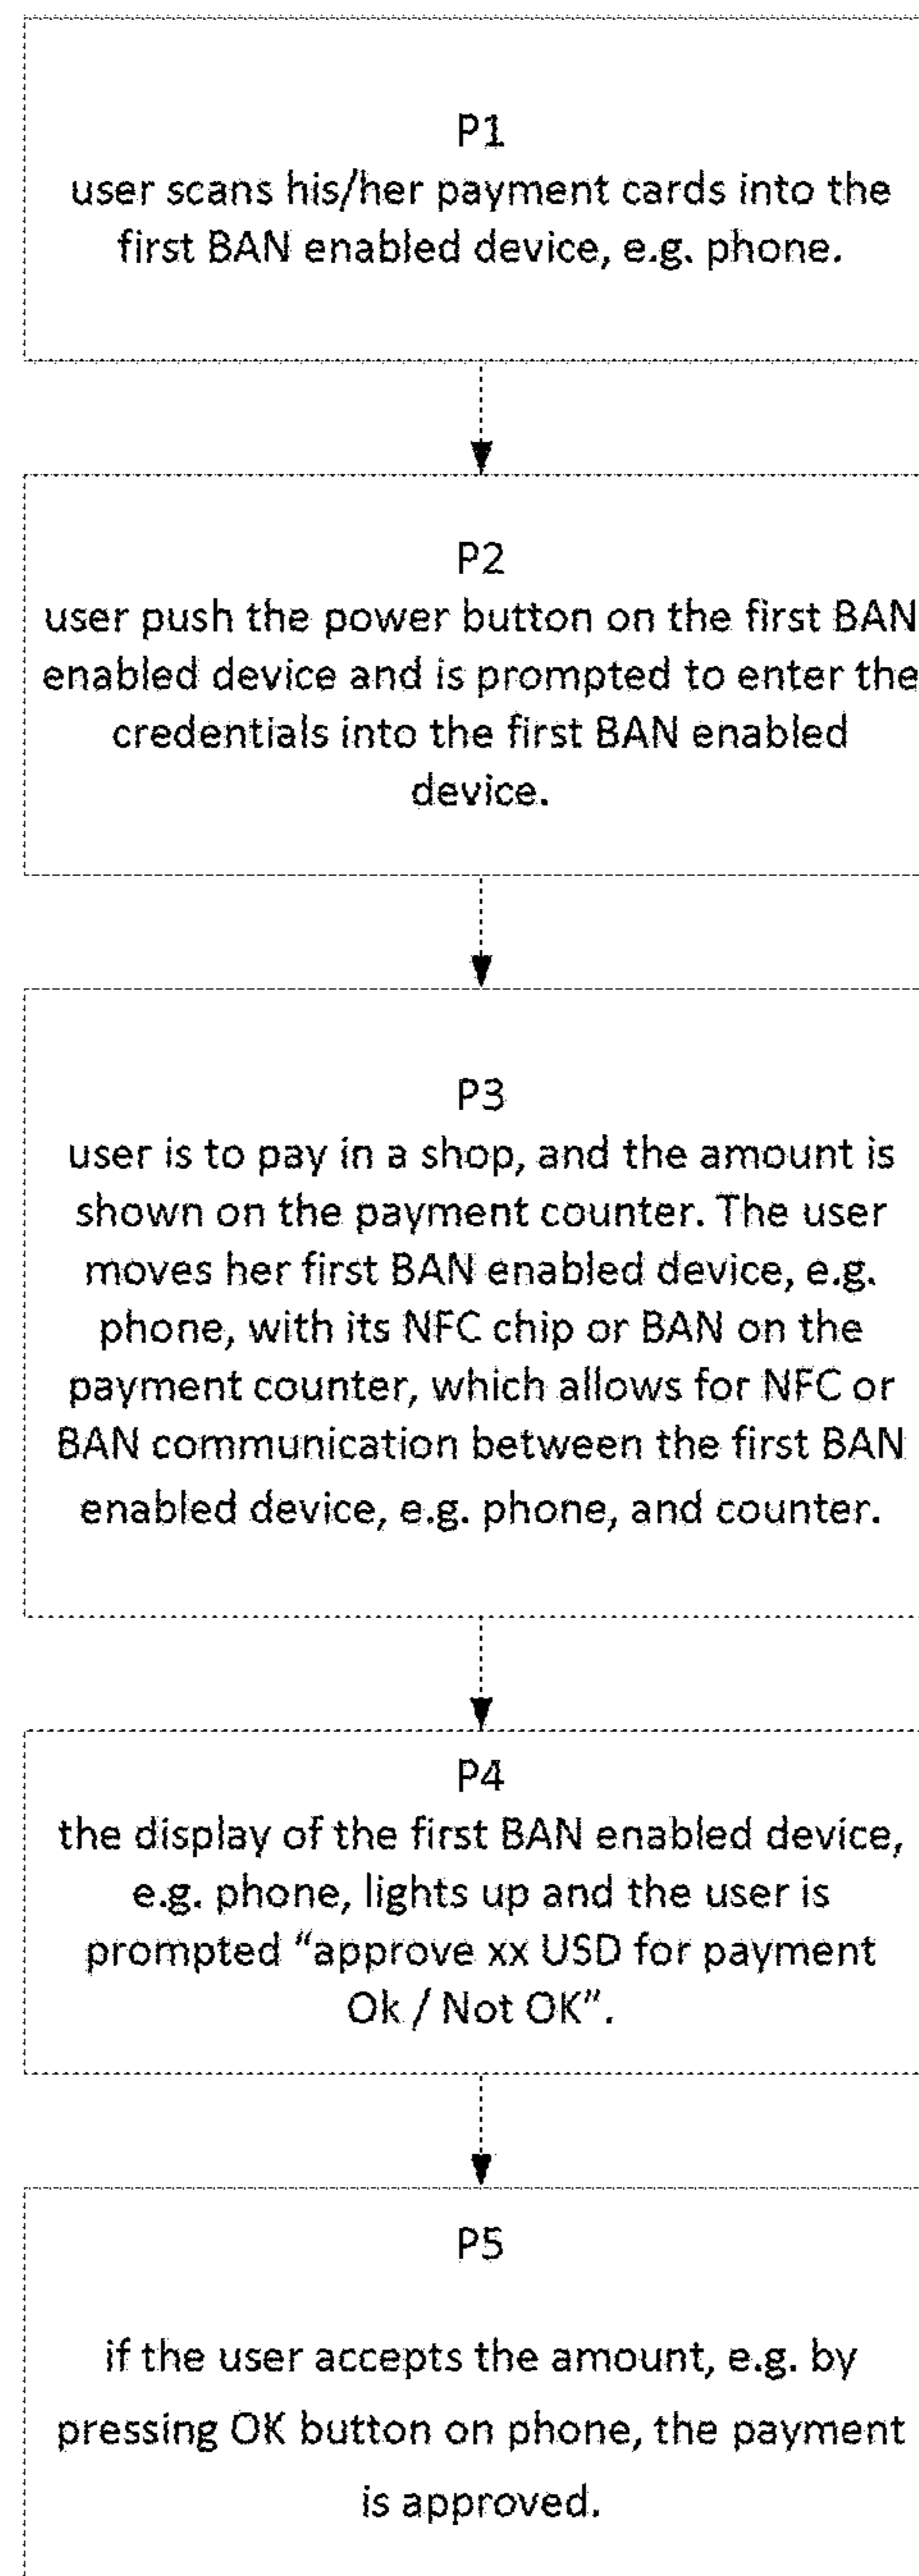 P1
user scans his/her payment cards into the
first BAN enabled device, e.g. phone.
P2
user push the power button on the first BAN
enabled device and is prompted to enter the
credentials into the first BAN enabled
device.
P3
user is to pay in a shop, and the amount is
shown on the payment counter. The user
moves her first BAN enabled device, e.g.
phone, with its NFC chip or BAN on the
payment counter, which allows for NFC or
BAN communication between the first BAN
enabled device, e.g. phone, and counter.
P4
the display of the first BAN enabled device,
e.g. phone, lights up and the user is
prompted “approve xx USD for payment
Ok / Not OK”.
P5
if the user accepts the amount, e.g. by
pressing OK button on phone, the payment
is approved.